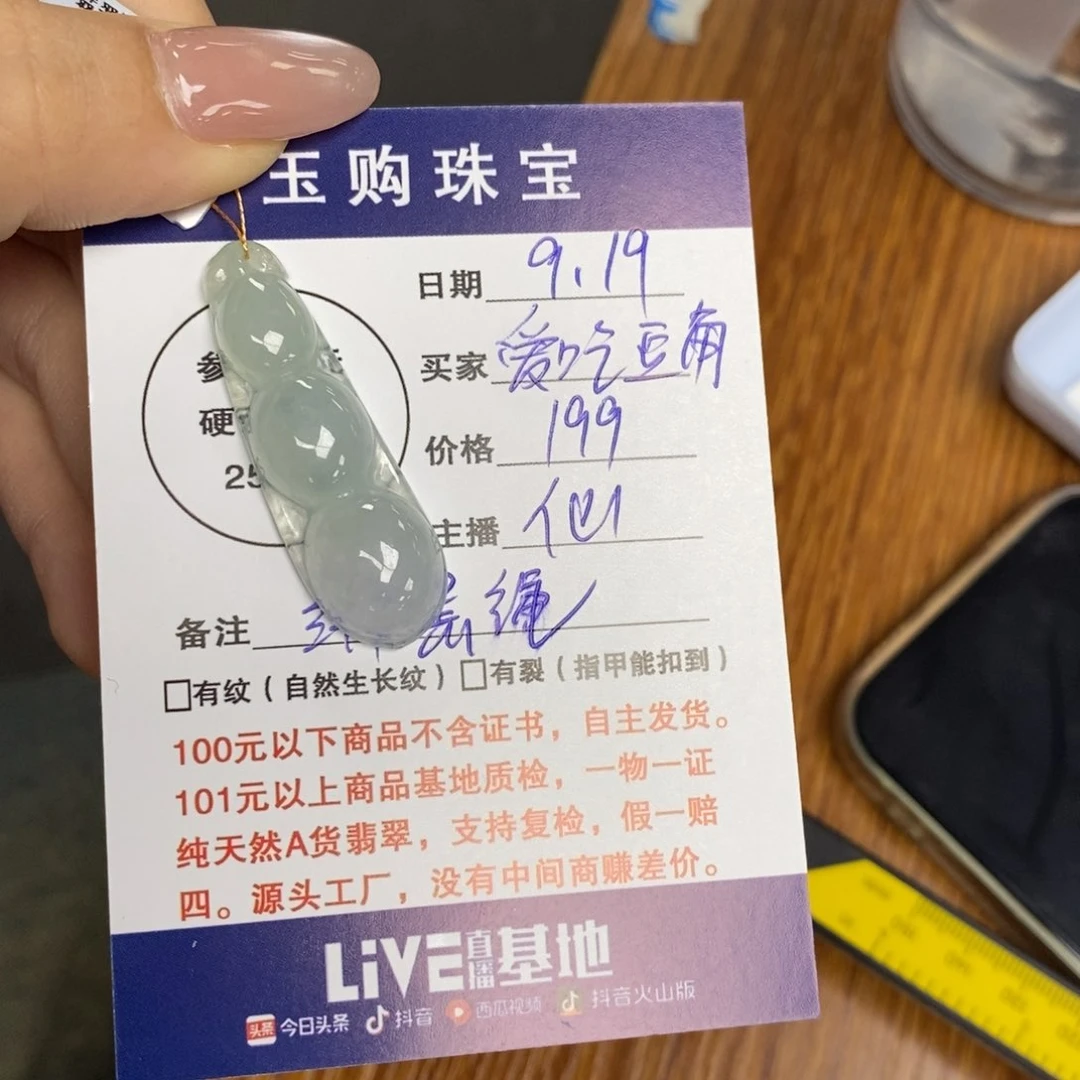 玉购珠宝
日期 9.19
买家 爱吃豆角
价格 199
主播
参
硬
25
备注 绳
□有纹（自然生长纹）□有裂（指甲能扣到）
100元以下商品不含证书，自主发货。
101元以上商品基地质检，一物一证
纯天然A货翡翠，支持复检，假一赔
四。源头工厂，没有中间商赚差价。
LiVE直播基地
头条 今日头条 抖音 西瓜视频 抖音火山版